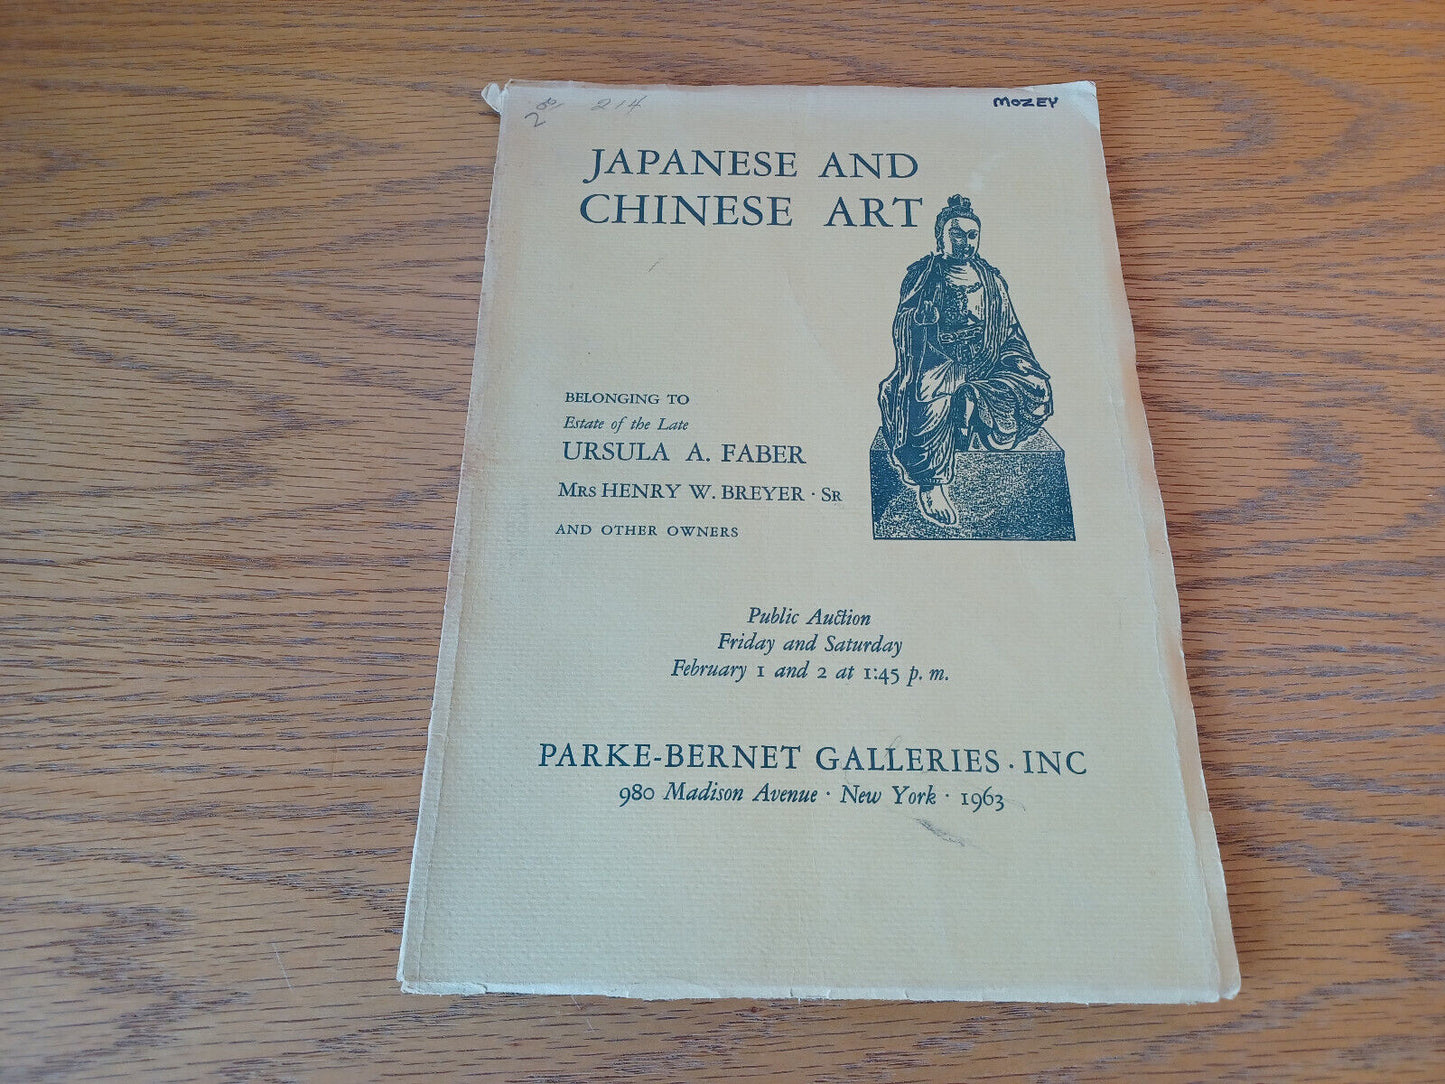 214
MOZEY
JAPANESE AND
CHINESE ART
BELONGING TO
Estate of the Late
URSULA A. FABER
MRS HENRY W. BREYER · SR
AND OTHER OWNERS
Public Auction
Friday and Saturday
February 1 and 2 at 1:45 p. m.
PARKE-BERNET GALLERIES · INC
980 Madison Avenue · New York · 1963